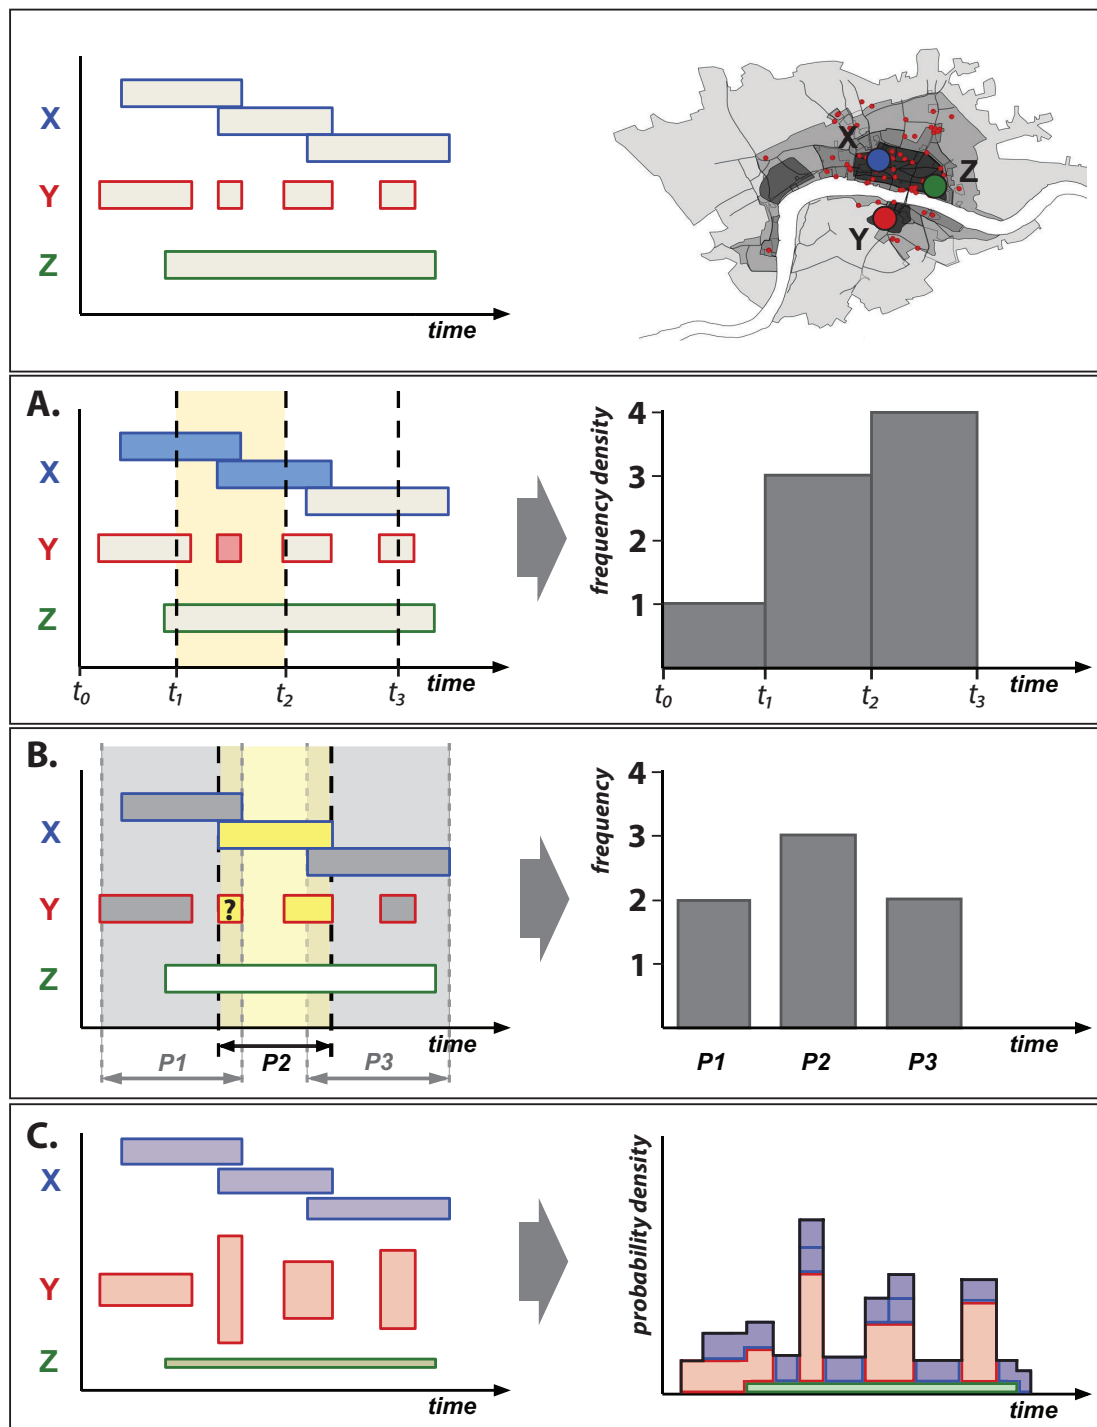 X
Y
Z
time
X
Z
Y
A.
X
Y
Z
t0 t1 t2 t3 time
frequency density
4
3
2
1
t0 t1 t2 t3
time
B.
X
Y ?
Z
time
P1 P2 P3
frequency
4
3
2
1
time
P1 P2 P3
C.
X
Y
Z
time
probability density
time